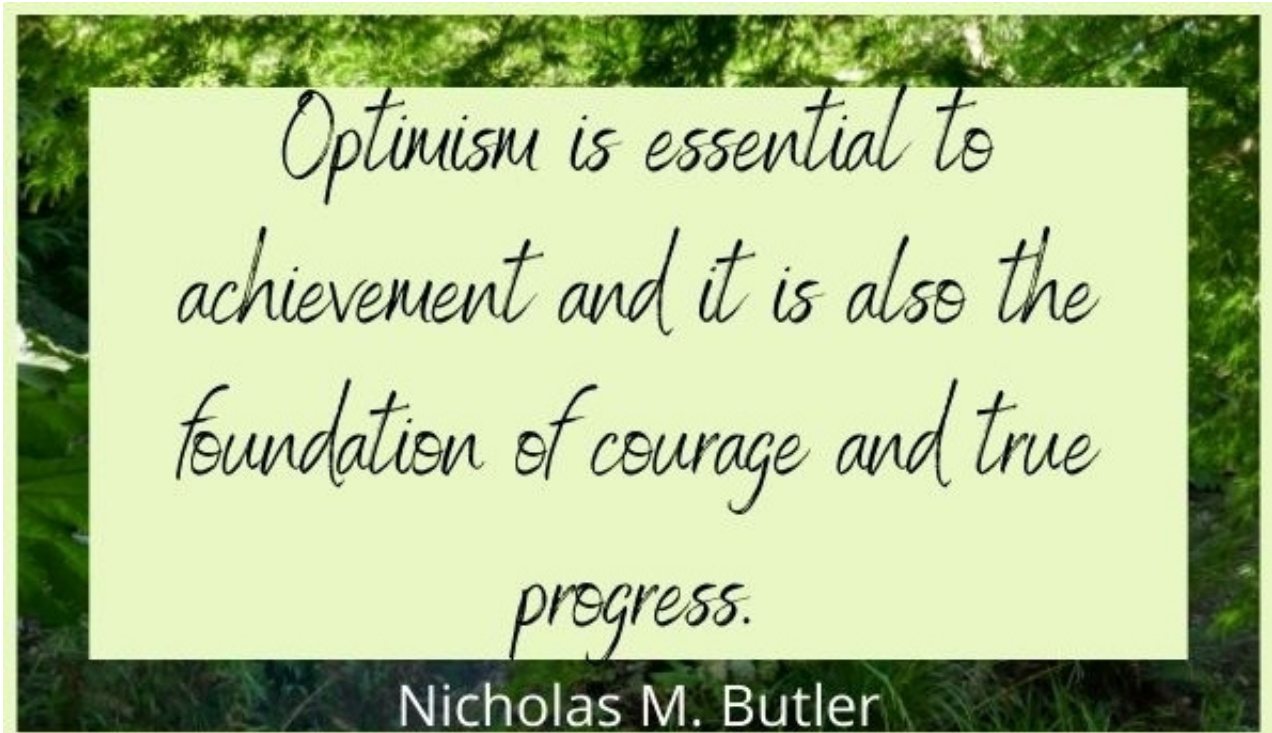 Optimism is essential to
achievement and it is also the
foundation of courage and true
progress.
Nicholas M. Butler